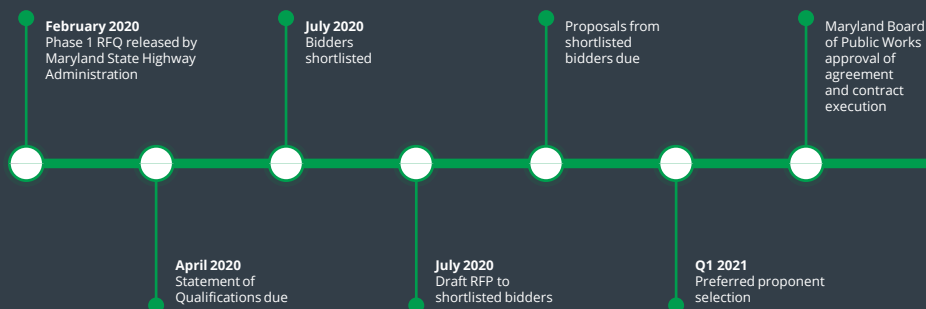 February 2020
Phase 1 RFQ released by
Maryland State Highway
Administration
April 2020
Statement of
Qualifications due
July 2020
Bidders
shortlisted
July 2020
Draft RFP to
shortlisted bidders
Proposals from
shortlisted
bidders due
Q1 2021
Preferred proponent
selection
Maryland Board
of Public Works
approval of
agreement
and contract
execution